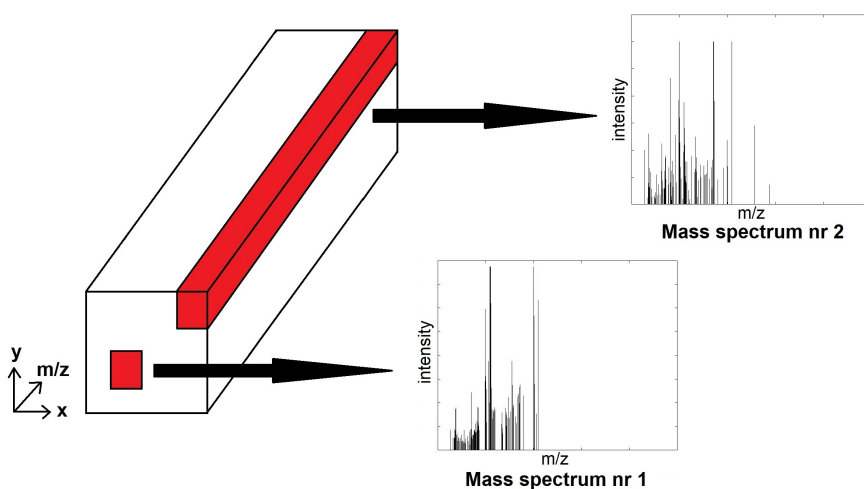 intensity
m/z
Mass spectrum nr 2
intensity
m/z
Mass spectrum nr 1
y
m/z
x